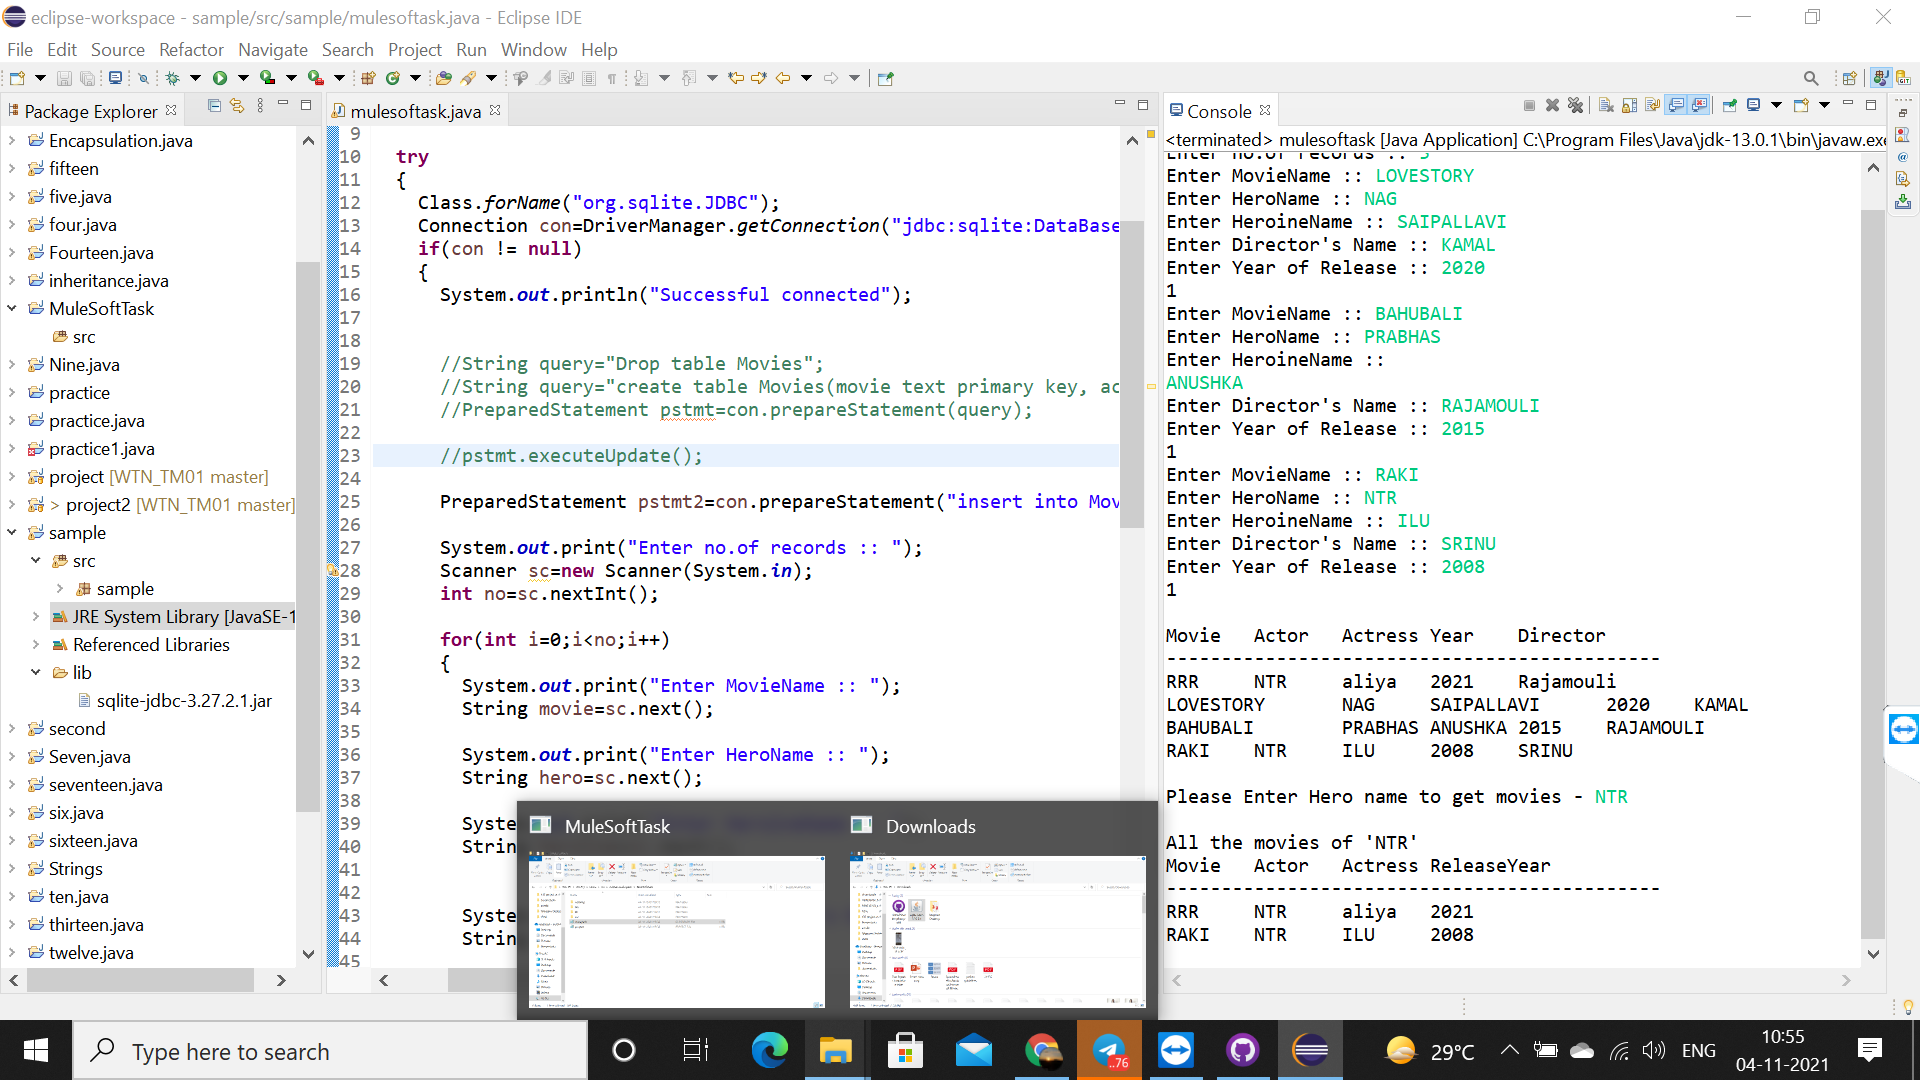 eclipse-workspace - sample/src/sample/mulesoftask.java - Eclipse IDE
File Edit Source Refactor Navigate Search Project Run Window Help
Package Explorer
Encapsulation.java
fifteen
five.java
four.java
Fourteen.java
inheritance.java
MuleSoftTask
src
Nine.java
practice
practice.java
practice1.java
project [WTN_TM01 master]
> project2 [WTN_TM01 master]
sample
src
sample
JRE System Library [JavaSE-1
Referenced Libraries
lib
sqlite-jdbc-3.27.2.1.jar
second
Seven.java
seventeen.java
six.java
sixteen.java
Strings
ten.java
thirteen.java
twelve.java
mulesoftask.java
9
10 try
11 {
12 Class.forName("org.sqlite.JDBC");
13 Connection con=DriverManager.getConnection("jdbc:sqlite:DataBase
14 if(con != null)
15 {
16 System.out.println("Successful connected");
17
18
19 //String query="Drop table Movies";
20 //String query="create table Movies(movie text primary key, ac
21 //PreparedStatement pstmt=con.prepareStatement(query);
22
23 //pstmt.executeUpdate();
24
25 PreparedStatement pstmt2=con.prepareStatement("insert into Mov
26
27 System.out.print("Enter no.of records :: ");
28 Scanner sc=new Scanner(System.in);
29 int no=sc.nextInt();
30
31 for(int i=0;i<no;i++)
32 {
33 System.out.print("Enter MovieName :: ");
34 String movie=sc.next();
35
36 System.out.print("Enter HeroName :: ");
37 String hero=sc.next();
38
39 Syste
40 Strin
41
42
43 Syste
44 Strin
45
MuleSoftTask
Downloads
Console
<terminated> mulesoftask [Java Application] C:\Program Files\Java\jdk-13.0.1\bin\javaw.exe
Enter no.of records :: 3
Enter MovieName :: LOVESTORY
Enter HeroName :: NAG
Enter HeroineName :: SAIPALLAVI
Enter Director's Name :: KAMAL
Enter Year of Release :: 2020
1
Enter MovieName :: BAHUBALI
Enter HeroName :: PRABHAS
Enter HeroineName ::
ANUSHKA
Enter Director's Name :: RAJAMOULI
Enter Year of Release :: 2015
1
Enter MovieName :: RAKI
Enter HeroName :: NTR
Enter HeroineName :: ILU
Enter Director's Name :: SRINU
Enter Year of Release :: 2008
1
Movie Actor Actress Year Director
---------------------------------------------
RRR NTR aliya 2021 Rajamouli
LOVESTORY NAG SAIPALLAVI 2020 KAMAL
BAHUBALI PRABHAS ANUSHKA 2015 RAJAMOULI
RAKI NTR ILU 2008 SRINU
Please Enter Hero name to get movies - NTR
All the movies of 'NTR'
Movie Actor Actress ReleaseYear
---------------------------------------------
RRR NTR aliya 2021
RAKI NTR ILU 2008
Type here to search
..76
29°C
ENG
10:55
04-11-2021